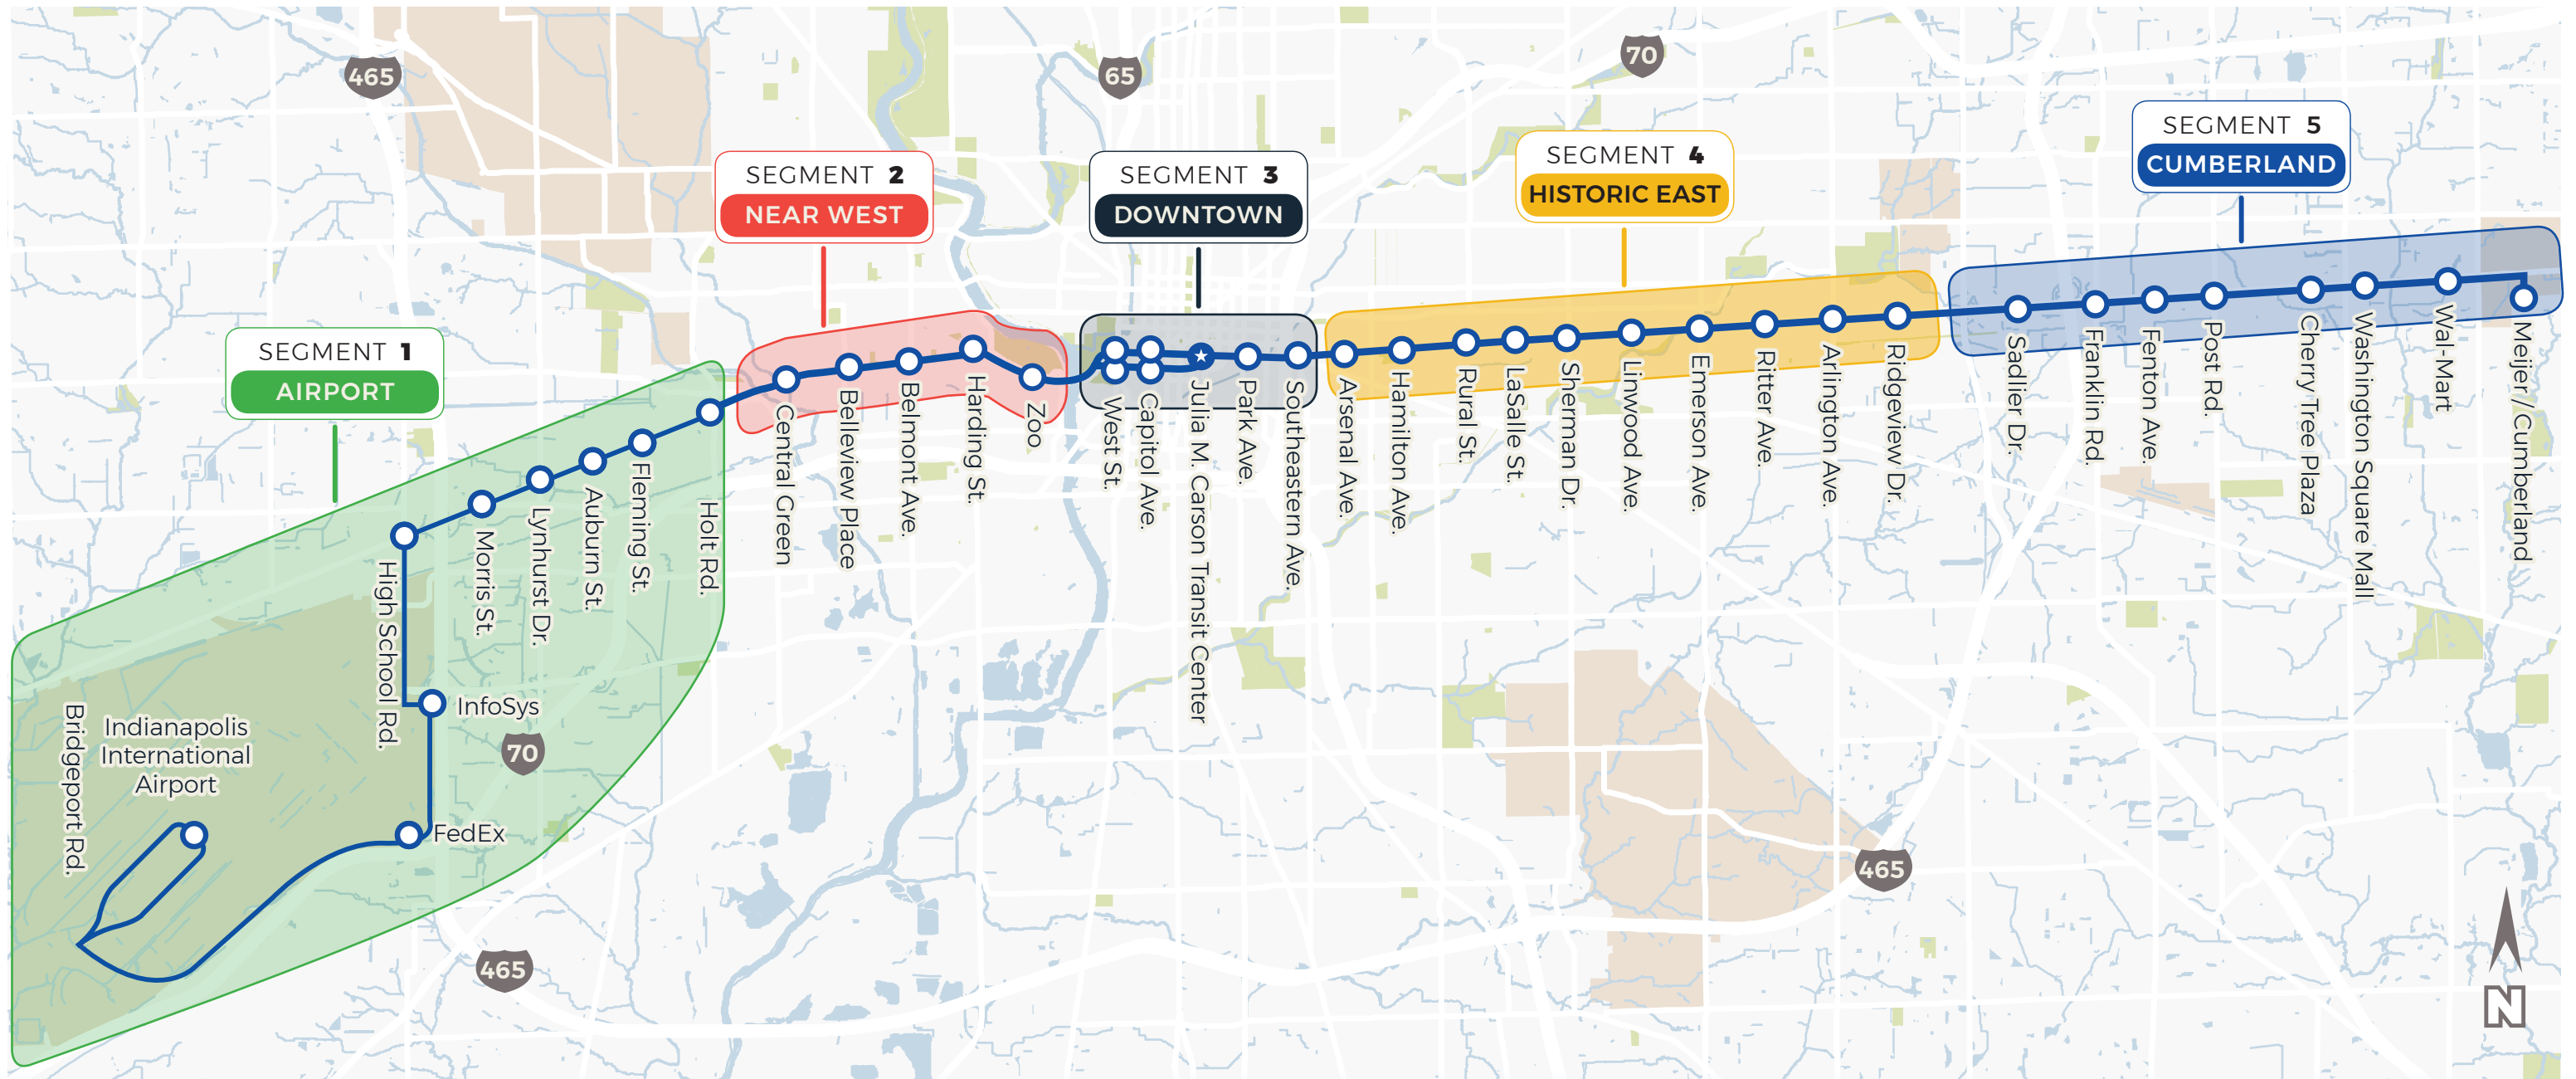 465
65
70
SEGMENT 5
CUMBERLAND
SEGMENT 4
HISTORIC EAST
SEGMENT 2
NEAR WEST
SEGMENT 3
DOWNTOWN
SEGMENT 1
AIRPORT
Bridgeport Rd.
Indianapolis
International
Airport
FedEx
InfoSys
70
High School Rd.
Morris St.
Lynhurst Dr.
Auburn St.
Fleming St.
Holt Rd.
Central Green
Belleview Place
Belmont Ave.
Harding St.
Zoo
West St.
Capitol Ave.
Julia M. Carson Transit Center
Park Ave.
Southeastern Ave.
Arsenal Ave.
Hamilton Ave.
Rural St.
LaSalle St.
Sherman Dr.
Linwood Ave.
Emerson Ave.
Ritter Ave.
Arlington Ave.
Ridgeview Dr.
Sadlier Dr.
Franklin Rd.
Fenton Ave.
Post Rd.
Cherry Tree Plaza
Washington Square Mall
Wal-Mart
Meijer/Cumberland
465
465
N